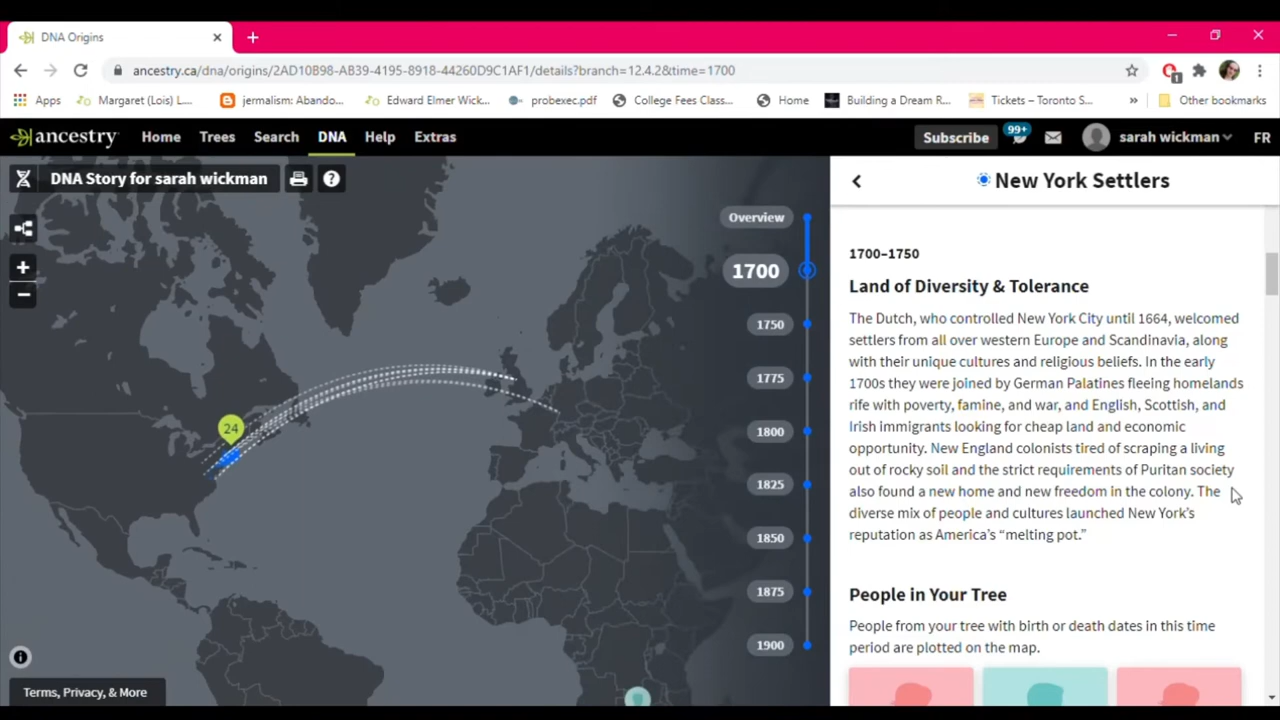 DNA Origins
ancestry.ca/dna/origins/2AD10B98-AB39-4195-8918-44260D9C1AF1/details?branch=12.4.2&time=1700
1
Apps Margaret (Lois) L... jermalism: Abando... Edward Elmer Wick... probexec.pdf College Fees Class... Home Building a Dream R... Tickets – Toronto S... » Other bookmarks
ancestry Home Trees Search DNA Help Extras Subscribe 99+ sarah wickman FR
DNA Story for sarah wickman ?
+
−
24
Overview
1700
1750
1775
1800
1825
1850
1875
1900
Terms, Privacy, & More
New York Settlers
1700–1750
Land of Diversity & Tolerance
The Dutch, who controlled New York City until 1664, welcomed
settlers from all over western Europe and Scandinavia, along
with their unique cultures and religious beliefs. In the early
1700s they were joined by German Palatines fleeing homelands
rife with poverty, famine, and war, and English, Scottish, and
Irish immigrants looking for cheap land and economic
opportunity. New England colonists tired of scraping a living
out of rocky soil and the strict requirements of Puritan society
also found a new home and new freedom in the colony. The
diverse mix of people and cultures launched New York's
reputation as America's “melting pot.”
People in Your Tree
People from your tree with birth or death dates in this time
period are plotted on the map.